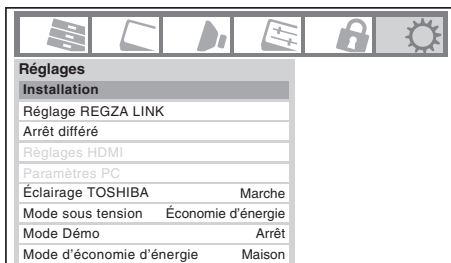 Réglages
Installation
Réglage REGZA LINK
Arrêt différé
Règlages HDMI
Paramètres PC
Éclairage TOSHIBA Marche
Mode sous tension Économie d'énergie
Mode Démo Arrêt
Mode d'économie d'énergie Maison